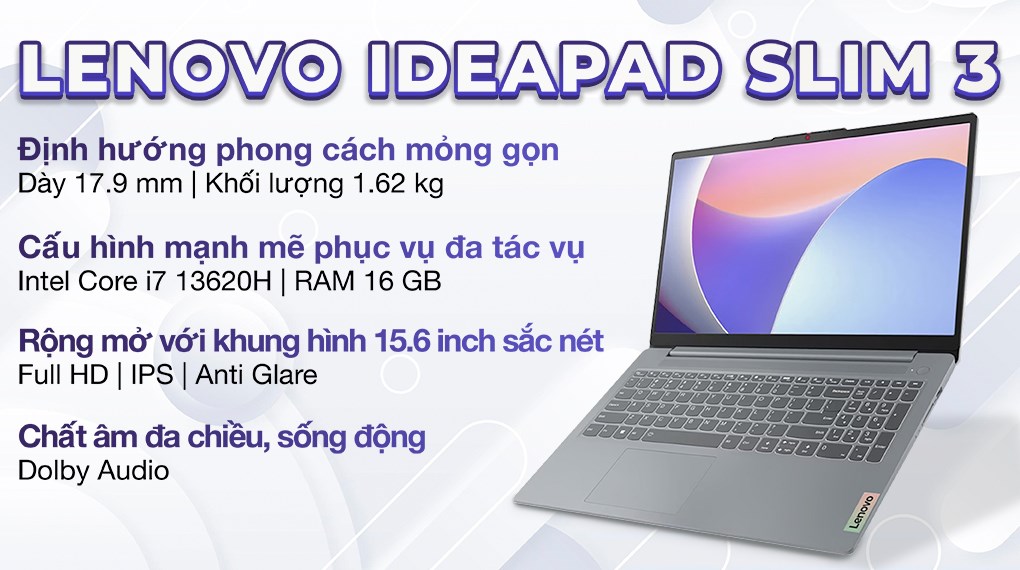 LENOVO IDEAPAD SLIM 3
Định hướng phong cách mỏng gọn
Dày 17.9 mm | Khối lượng 1.62 kg
Cấu hình mạnh mẽ phục vụ đa tác vụ
Intel Core i7 13620H | RAM 16 GB
Rộng mở với khung hình 15.6 inch sắc nét
Full HD | IPS | Anti Glare
Chất âm đa chiều, sống động
Dolby Audio
Lenovo